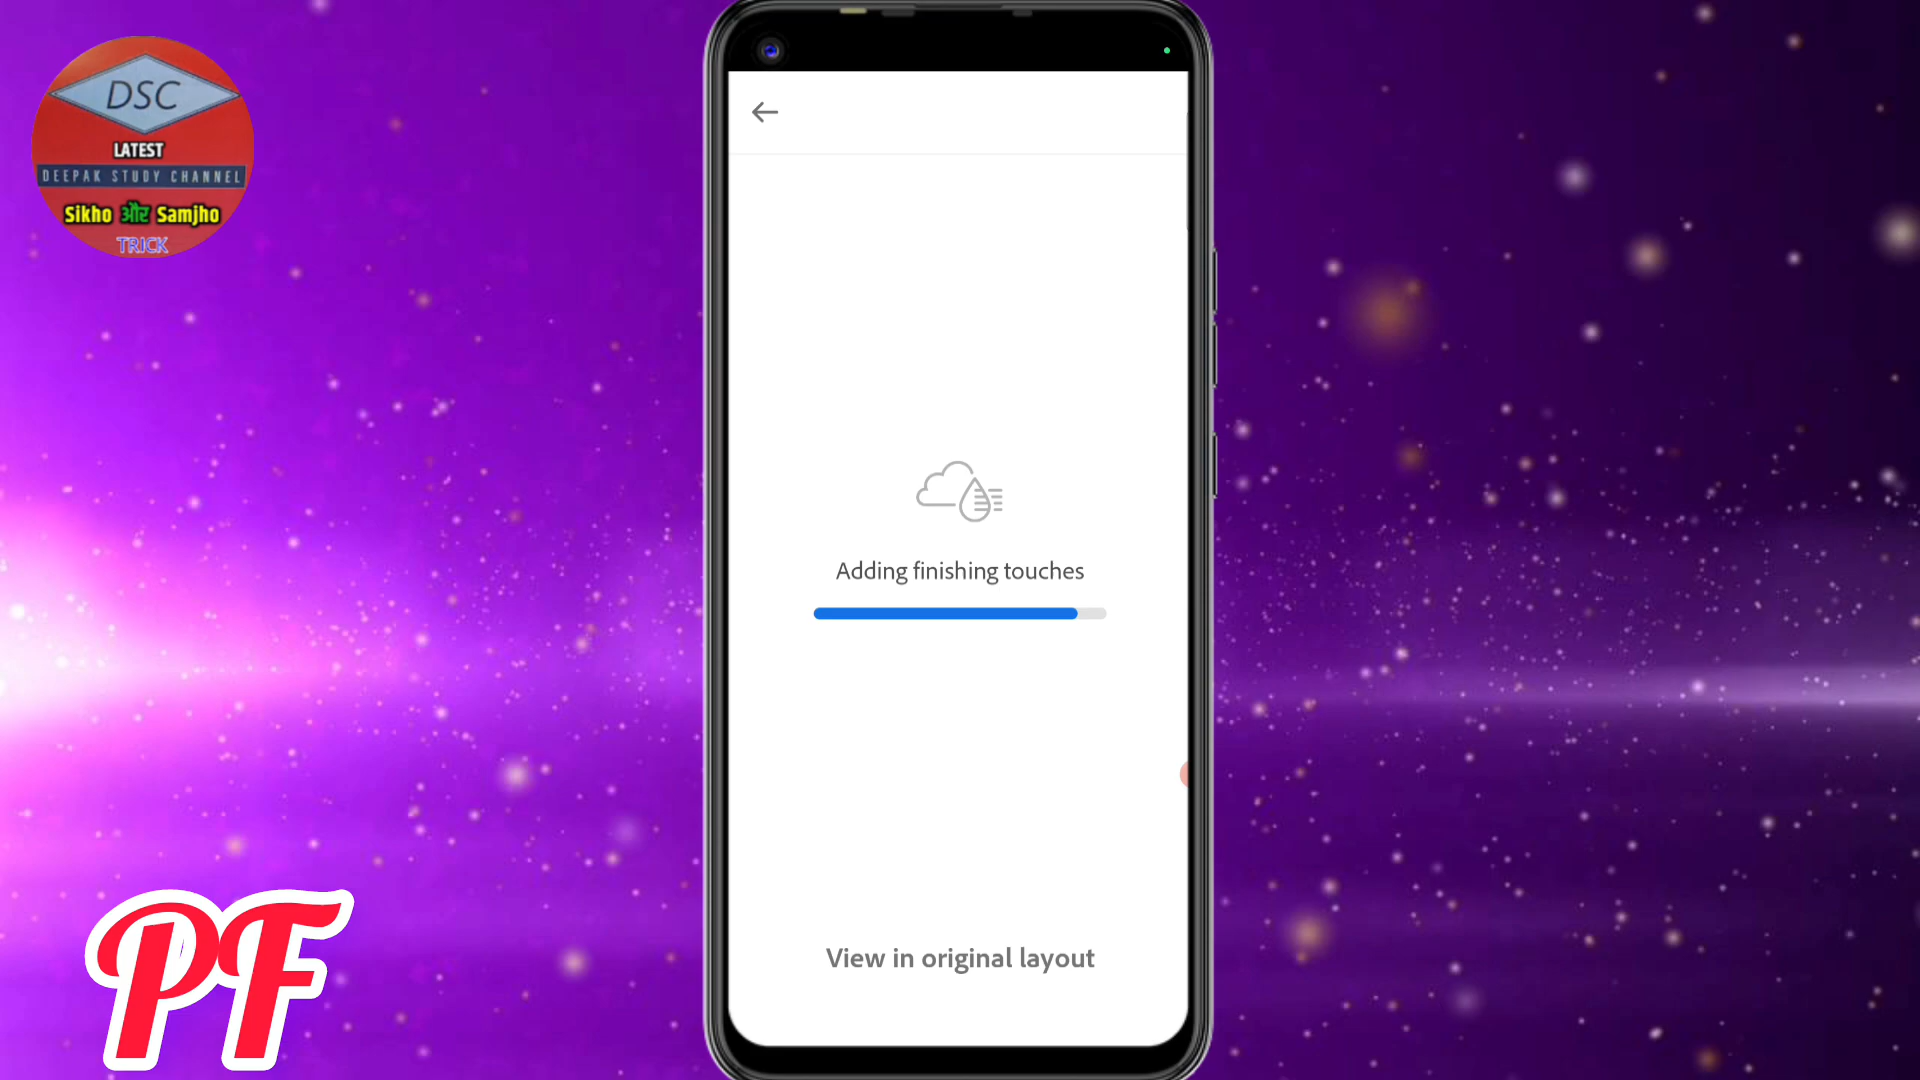 DSC
LATEST
DEEPAK STUDY CHANNEL
Sikho और Samjho
TRICK
Adding finishing touches
View in original layout
PF